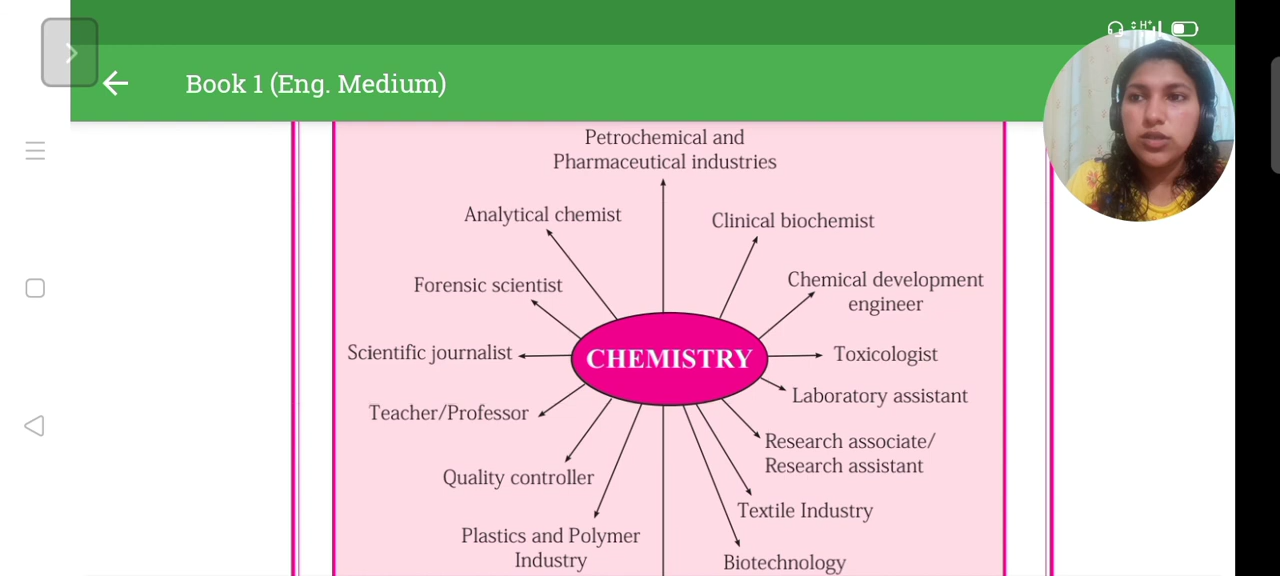 H+
Book 1 (Eng. Medium)
Petrochemical and
Pharmaceutical industries
Analytical chemist
Clinical biochemist
Forensic scientist
Chemical development
engineer
Scientific journalist
CHEMISTRY
Toxicologist
Laboratory assistant
Teacher/Professor
Research associate/
Research assistant
Quality controller
Textile Industry
Plastics and Polymer
Industry
Biotechnology